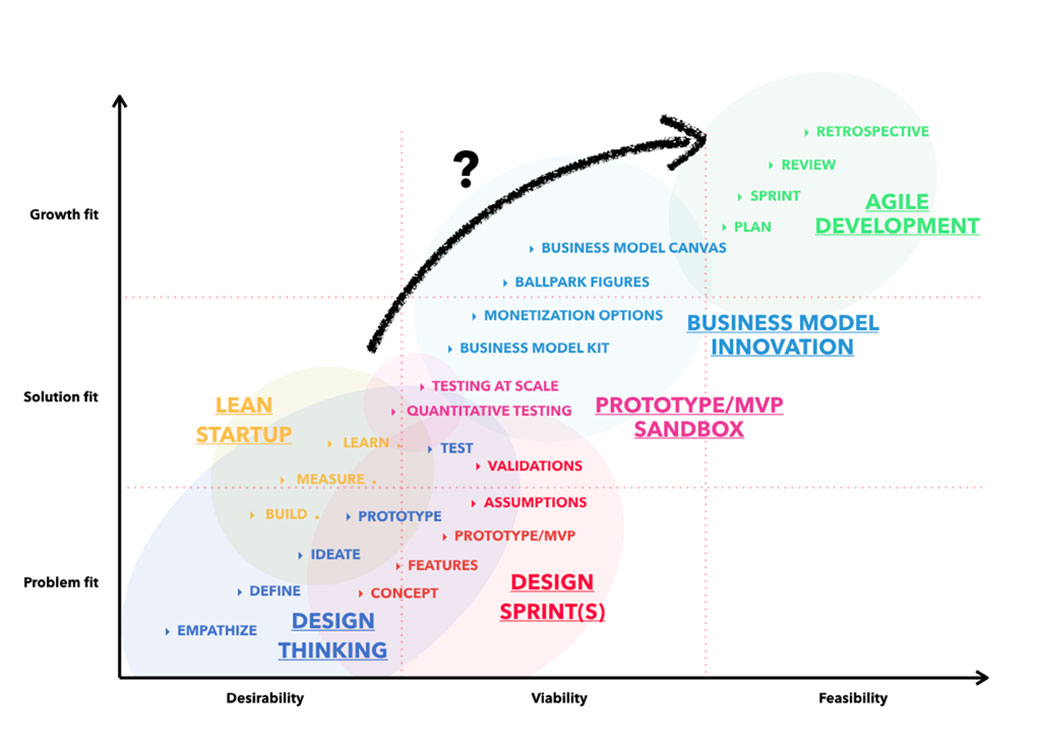 ?
RETROSPECTIVE
REVIEW
SPRINT
PLAN
AGILE
DEVELOPMENT
Growth fit
BUSINESS MODEL CANVAS
BALLPARK FIGURES
MONETIZATION OPTIONS
BUSINESS MODEL KIT
BUSINESS MODEL
INNOVATION
Solution fit
TESTING AT SCALE
QUANTITATIVE TESTING
PROTOTYPE/MVP
SANDBOX
LEAN
STARTUP
LEARN
MEASURE
BUILD
TEST
VALIDATIONS
ASSUMPTIONS
PROTOTYPE
PROTOTYPE/MVP
IDEATE
FEATURES
Problem fit
DEFINE
CONCEPT
DESIGN
SPRINT(S)
EMPATHIZE
DESIGN
THINKING
Desirability
Viability
Feasibility